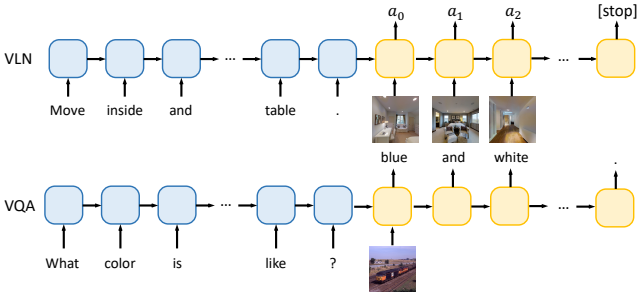 a0 a1 a2 [stop]
VLN ... ...
Move inside and table .
blue and white .
VQA ... ...
What color is like ?